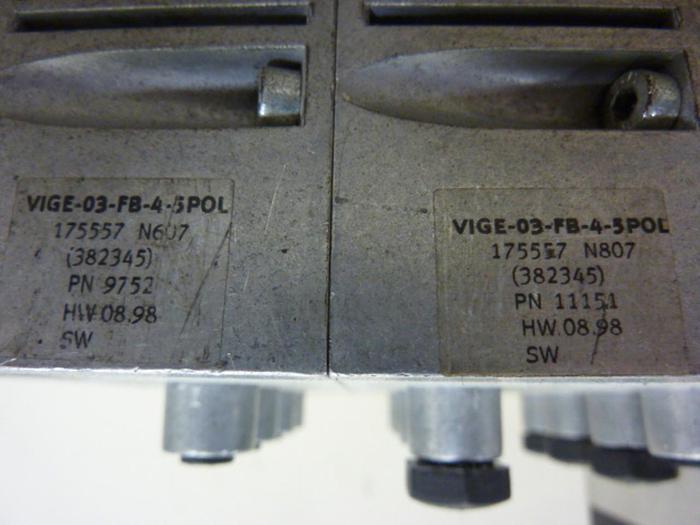 VIGE-03-FB-4-5POL
175557 N607
(382345)
PN 9752
HW 08.98
SW
VIGE-03-FB-4-5POL
175557 N807
(382345)
PN 11151
HW 08.98
SW